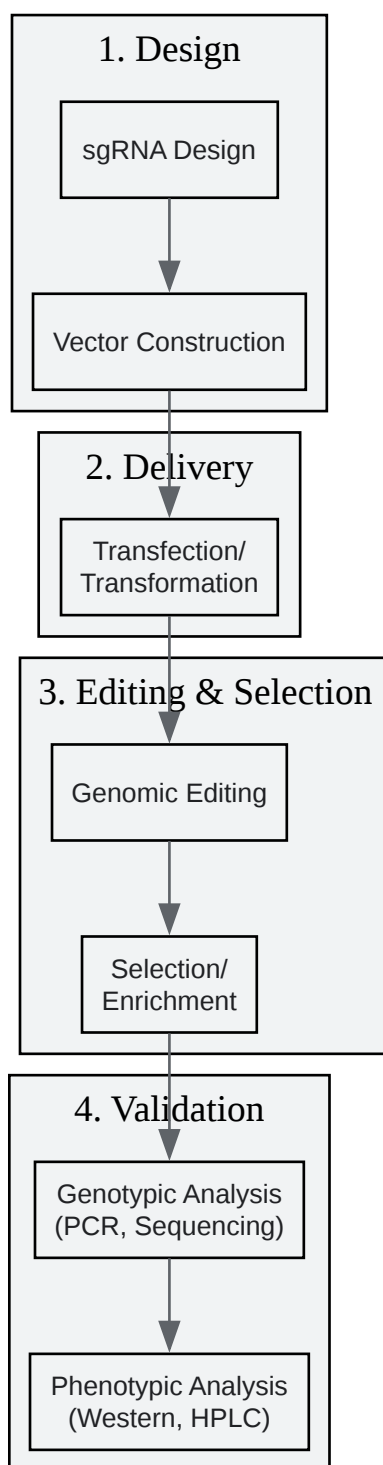 1. Design
sgRNA Design
Vector Construction
2. Delivery
Transfection/
Transformation
3. Editing & Selection
Genomic Editing
Selection/
Enrichment
4. Validation
Genotypic Analysis
(PCR, Sequencing)
Phenotypic Analysis
(Western, HPLC)